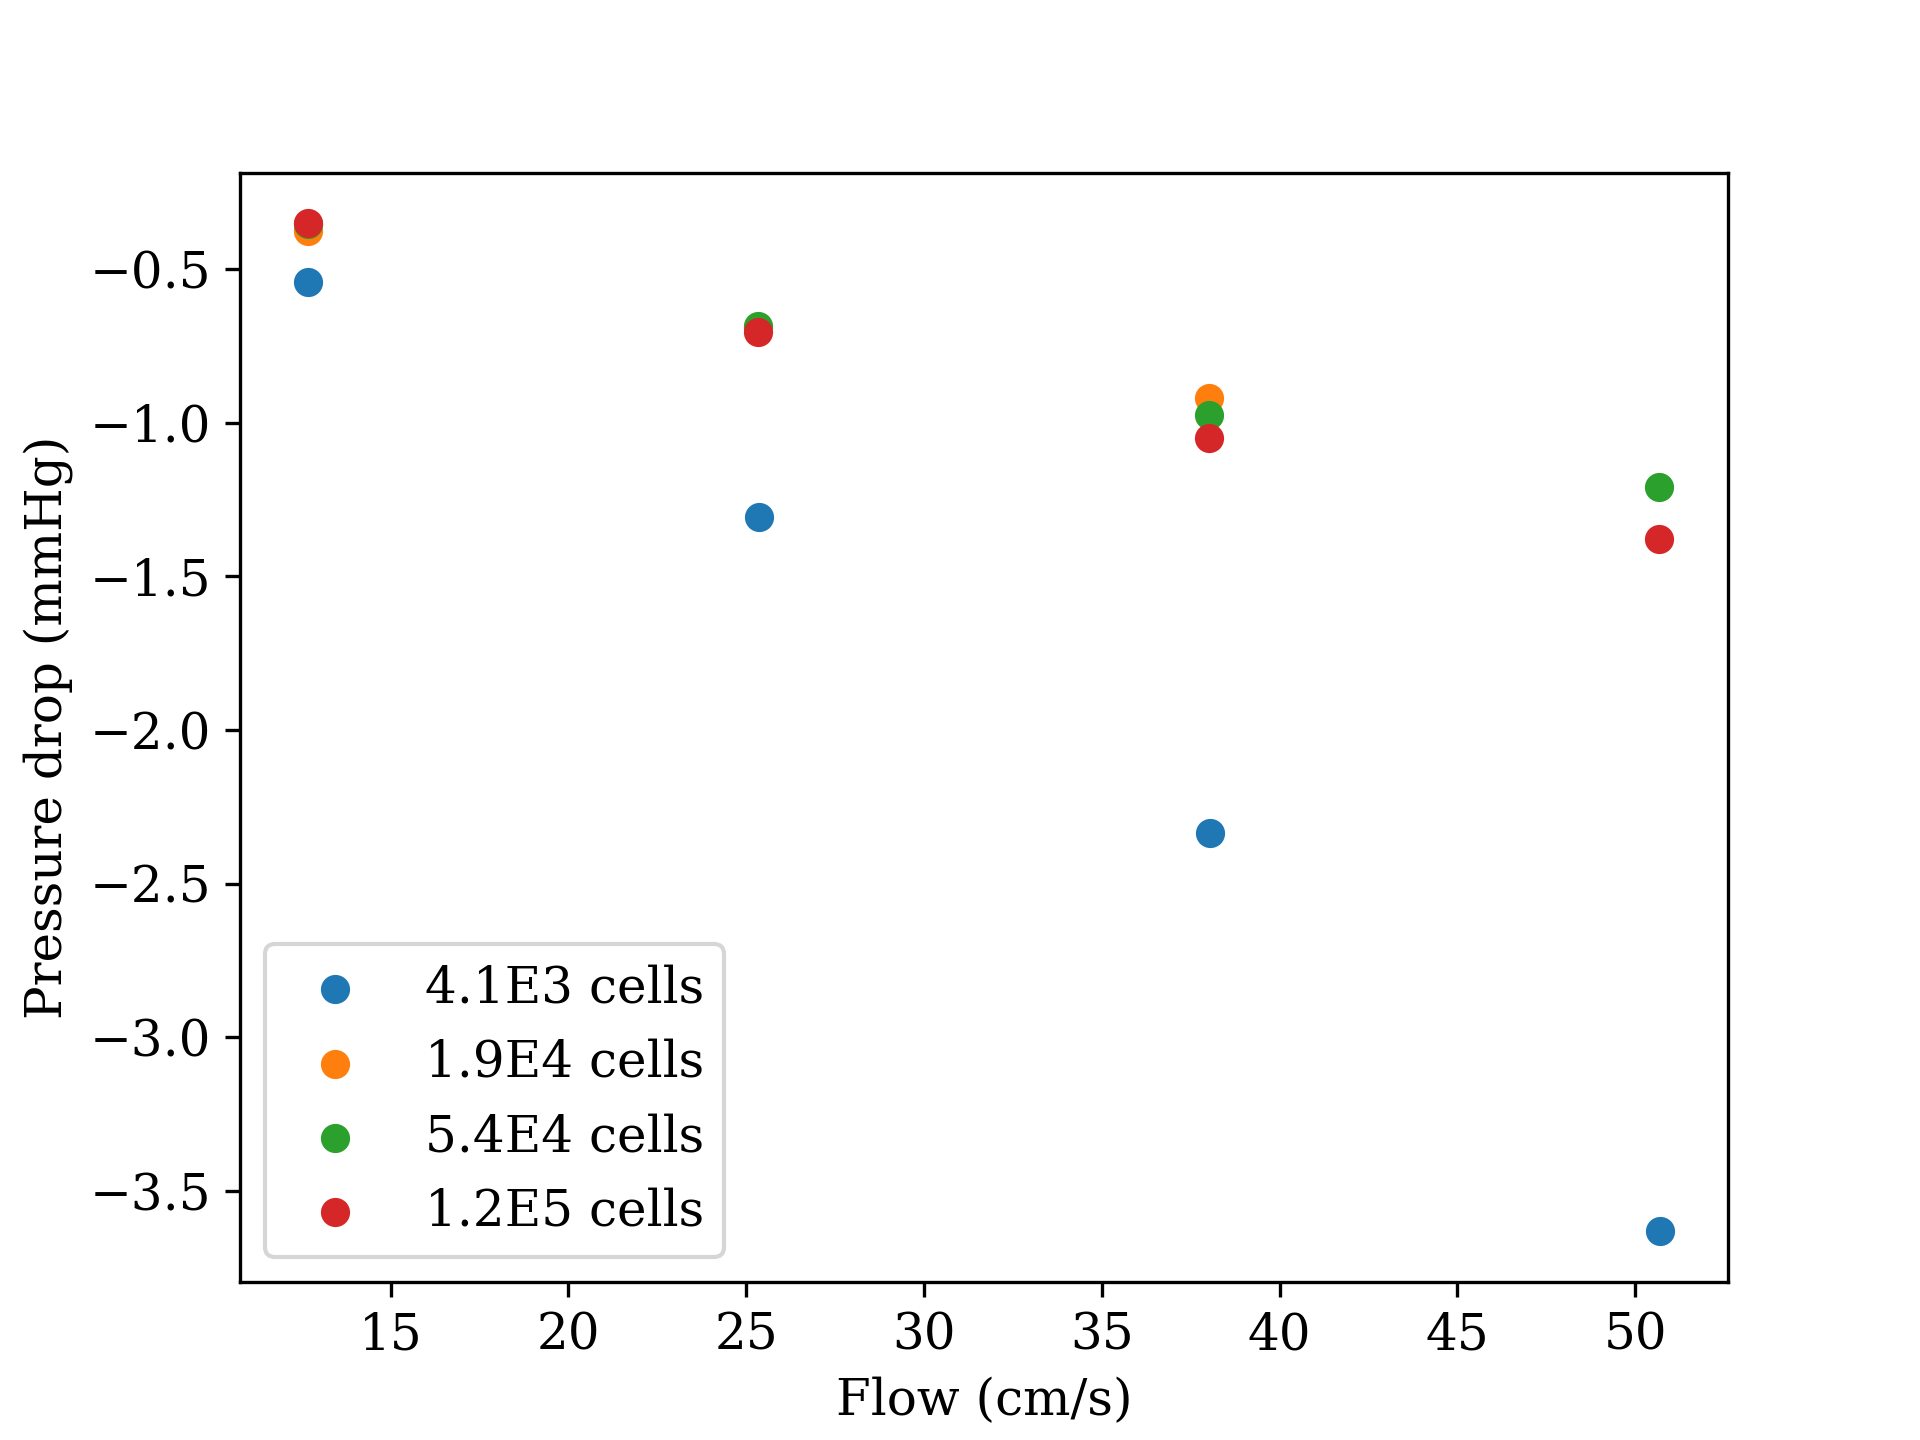 −0.5
−1.0
−1.5
−2.0
−2.5
−3.0
−3.5
Pressure drop (mmHg)
4.1E3 cells
1.9E4 cells
5.4E4 cells
1.2E5 cells
15 20 25 30 35 40 45 50
Flow (cm/s)